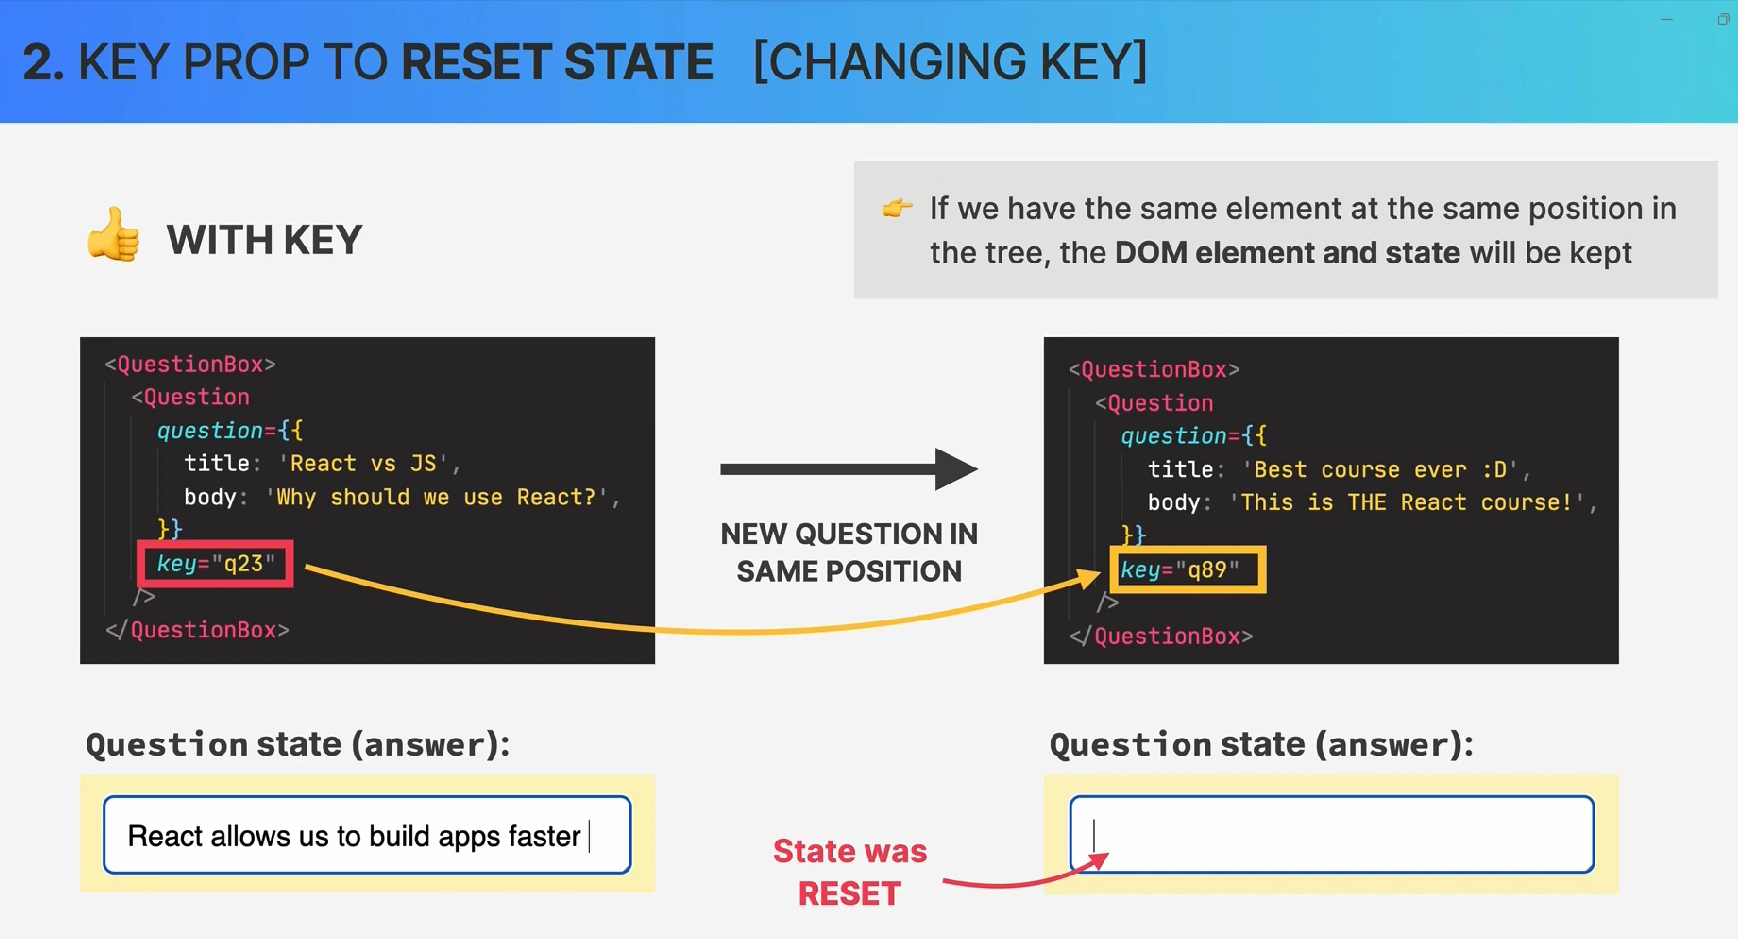 2. KEY PROP TO RESET STATE [CHANGING KEY]
WITH KEY
If we have the same element at the same position in
the tree, the DOM element and state will be kept
<QuestionBox>
<Question
question={{
title: 'React vs JS',
body: 'Why should we use React?',
}}
key="q23"
/>
</QuestionBox>
NEW QUESTION IN
SAME POSITION
<QuestionBox>
<Question
question={{
title: 'Best course ever :D',
body: 'This is THE React course!',
}}
key="q89"
/>
</QuestionBox>
Question state (answer):
React allows us to build apps faster
Question state (answer):
State was
RESET